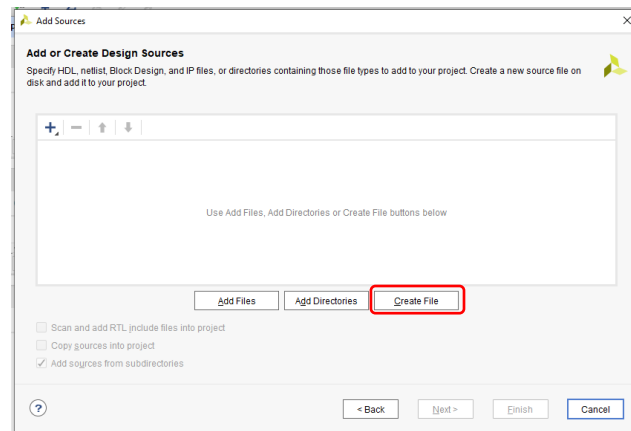 Add Sources
Add or Create Design Sources
Specify HDL, netlist, Block Design, and IP files, or directories containing those file types to add to your project. Create a new source file on
disk and add it to your project.
Use Add Files, Add Directories or Create File buttons below
Add Files Add Directories Create File
Scan and add RTL include files into project
Copy sources into project
Add sources from subdirectories
? < Back Next > Finish Cancel